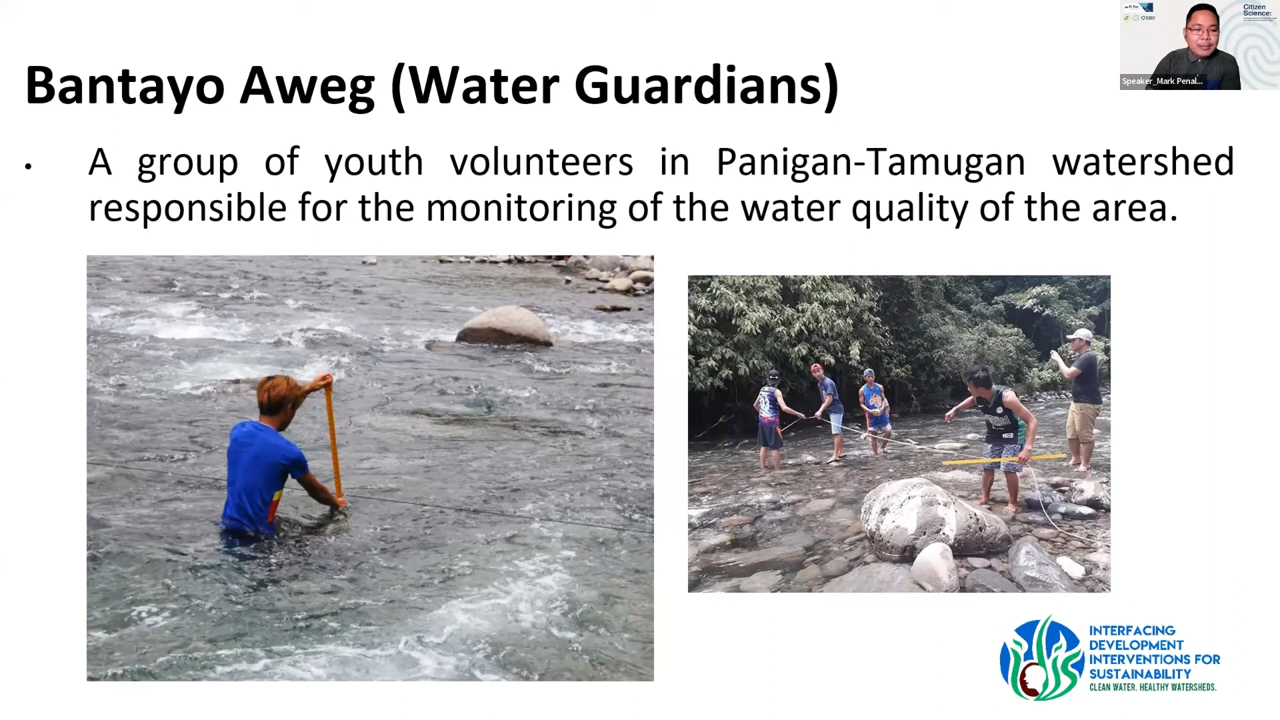 Bantayo Aweg (Water Guardians)
• A group of youth volunteers in Panigan-Tamugan watershed
responsible for the monitoring of the water quality of the area.
Citizen
Science:
Speaker_Mark Penal...
INTERFACING
DEVELOPMENT
INTERVENTIONS FOR
SUSTAINABILITY
CLEAN WATER. HEALTHY WATERSHEDS.